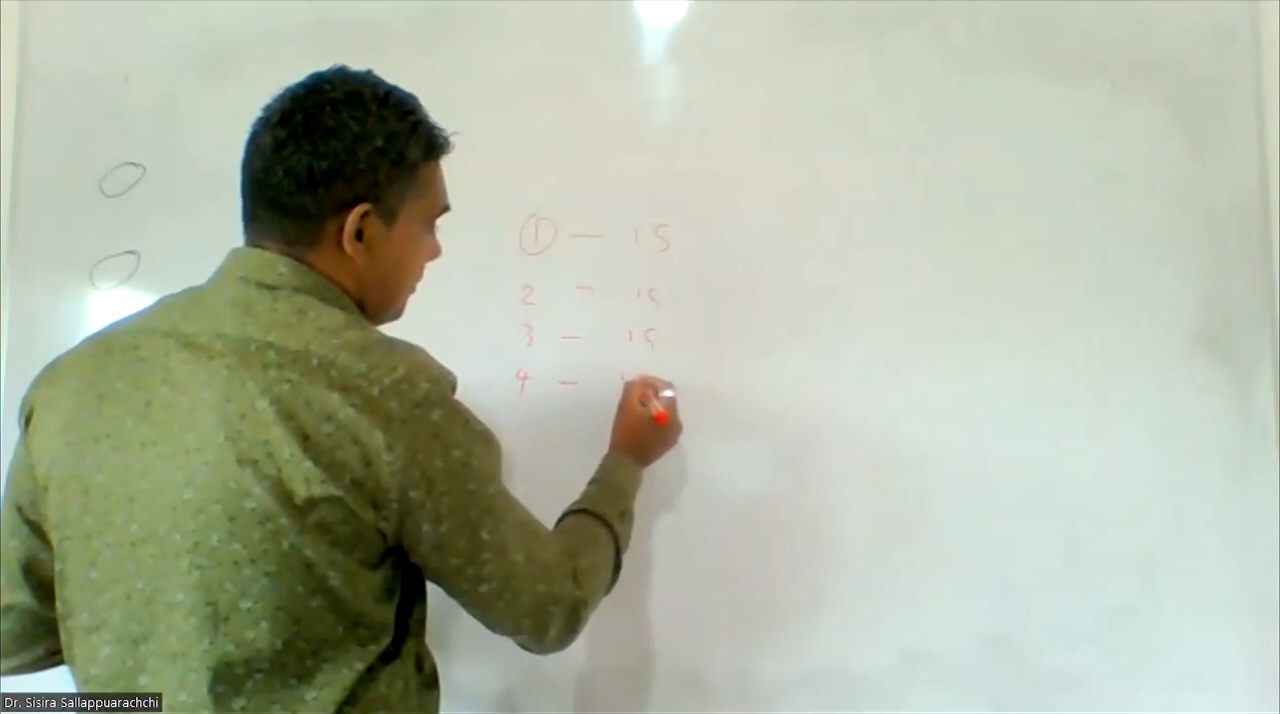 ① – 15
2 – 15
3 – 15
4 –
Dr. Sisira Sallappuarachchi